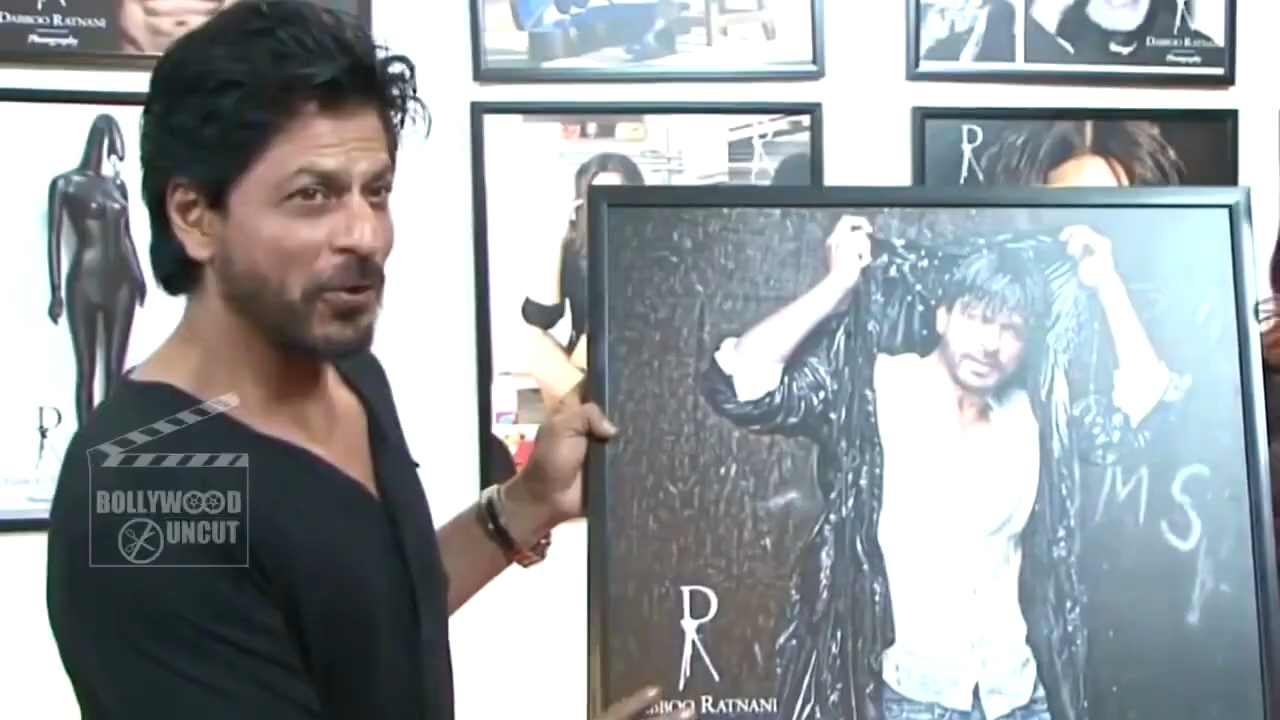 DABBOO RATNANI
Photography
DABBOO RATNANI
Photography
BOLLYWOOD
UNCUT
MS
DABBOO RATNANI